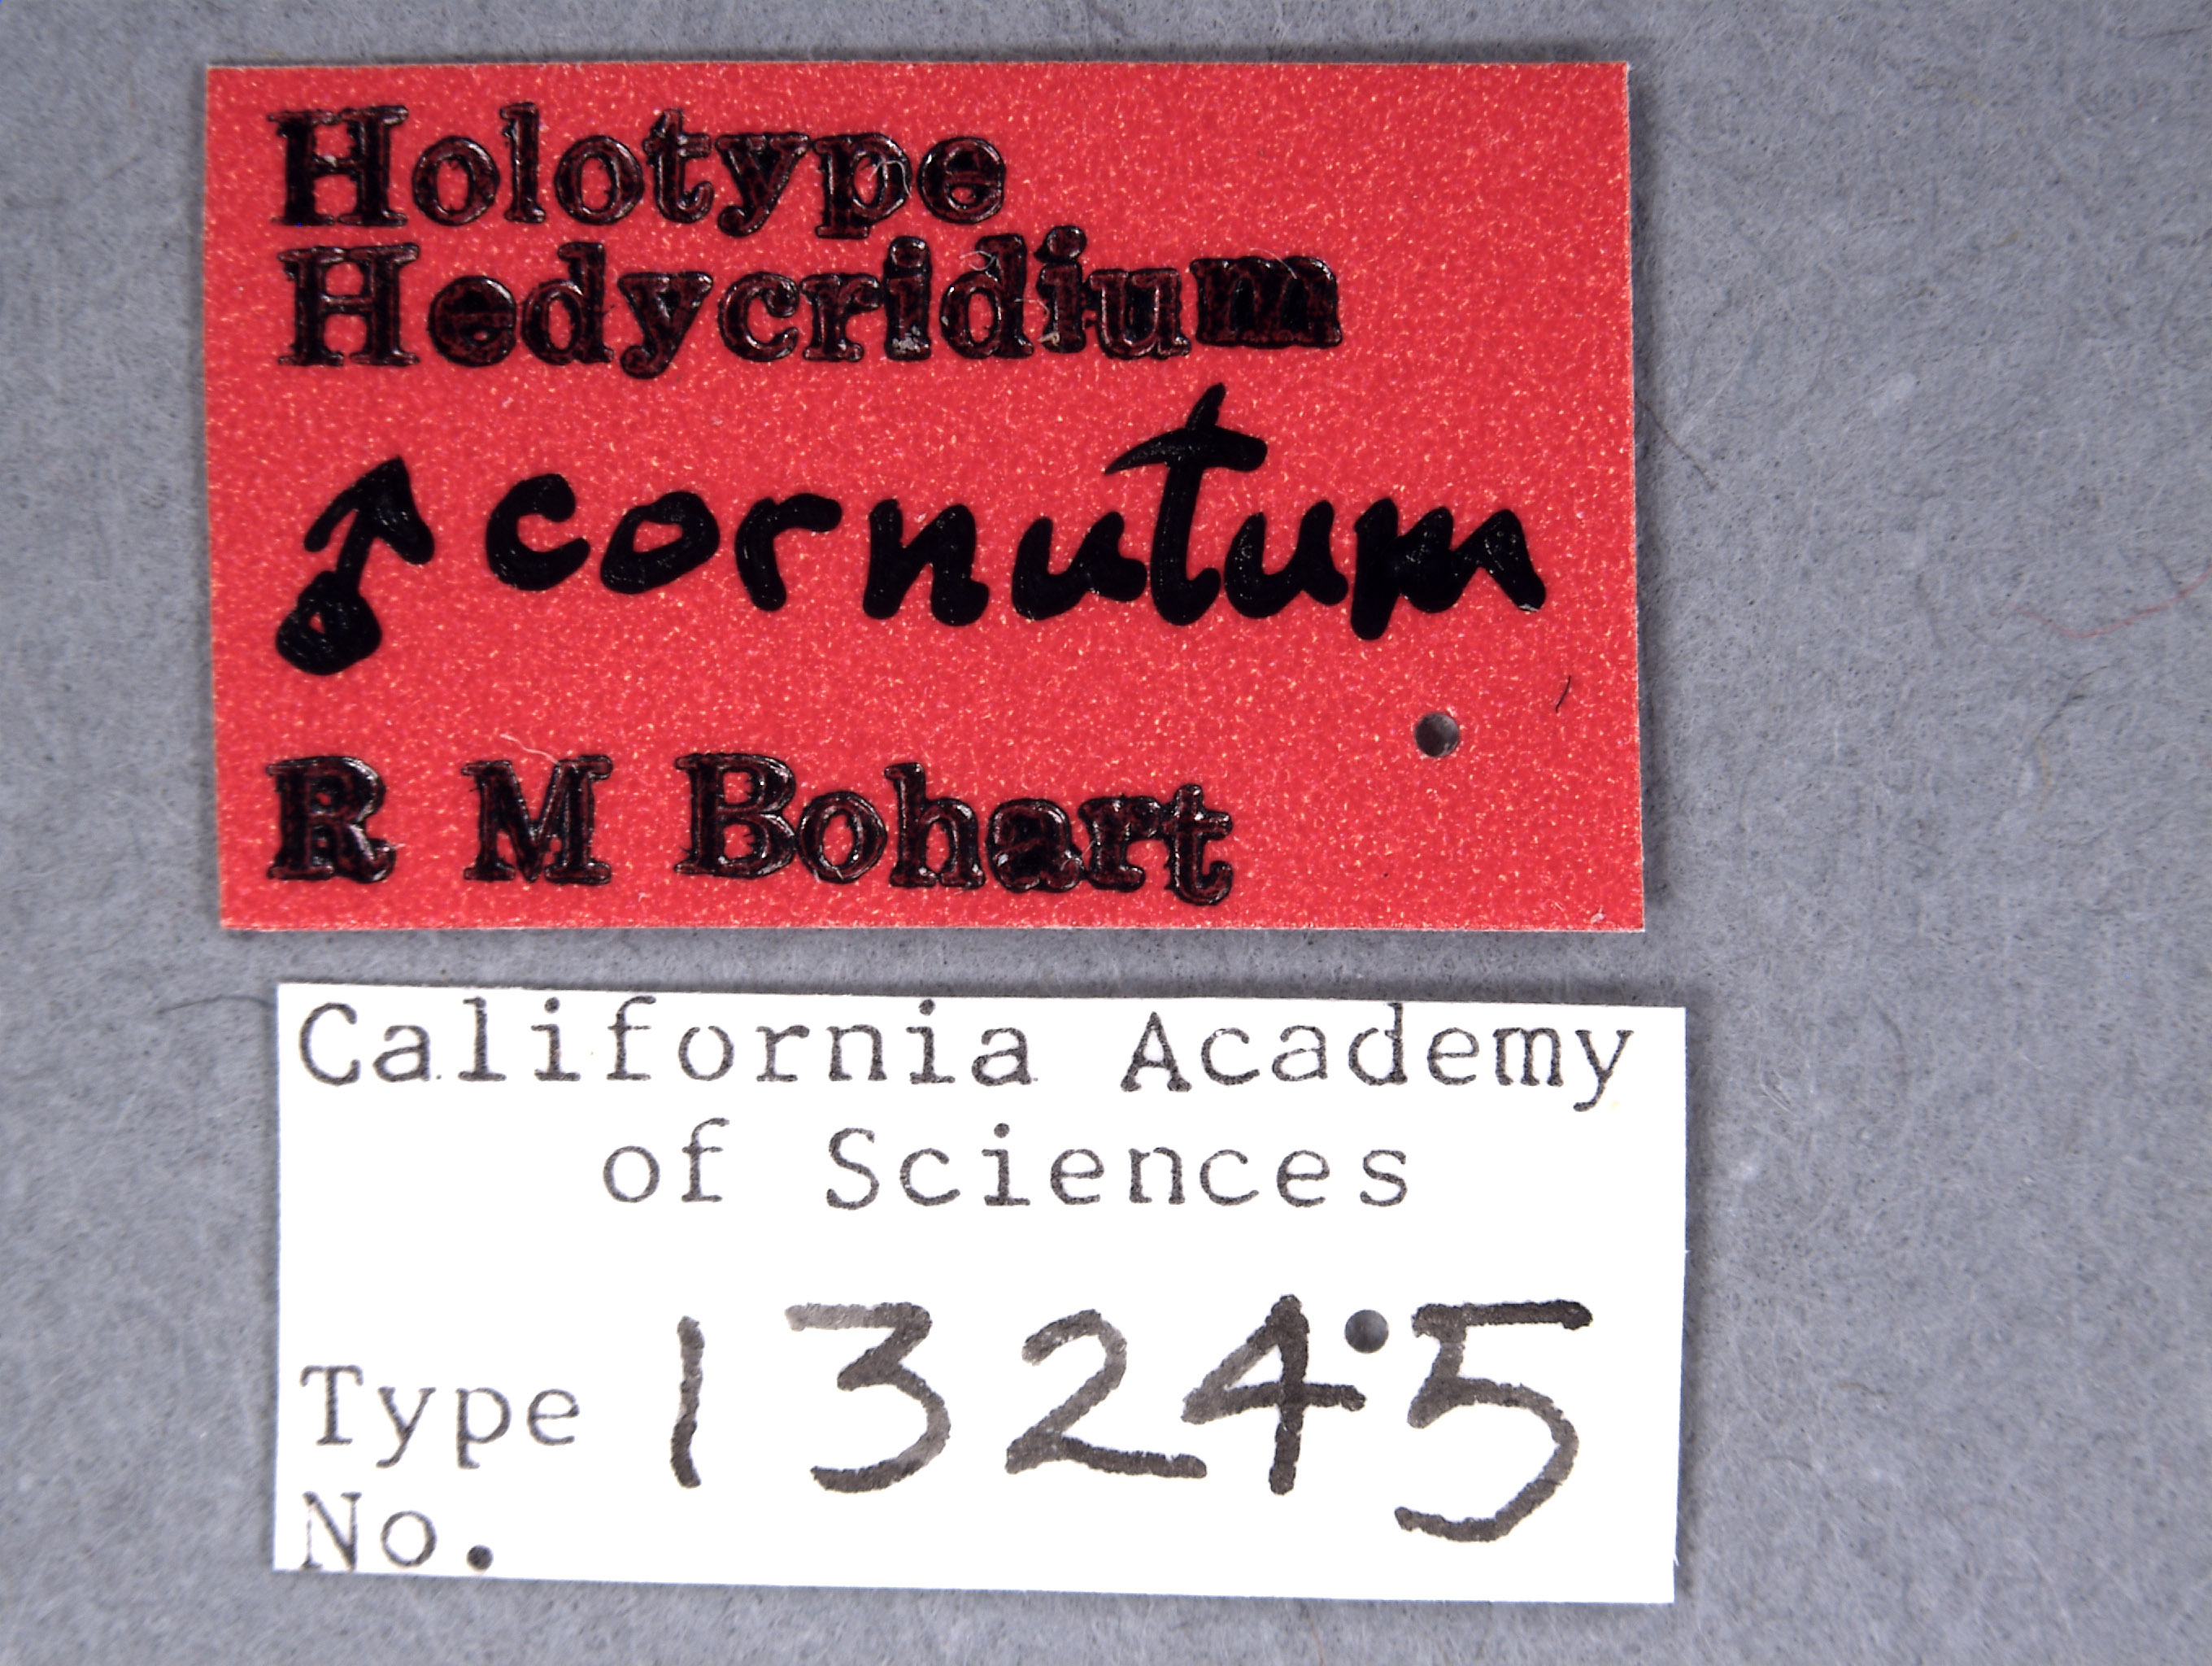 Holotype
Hedycridium
♂ cornutum
R M Bohart
California Academy
of Sciences
Type 13245
No.